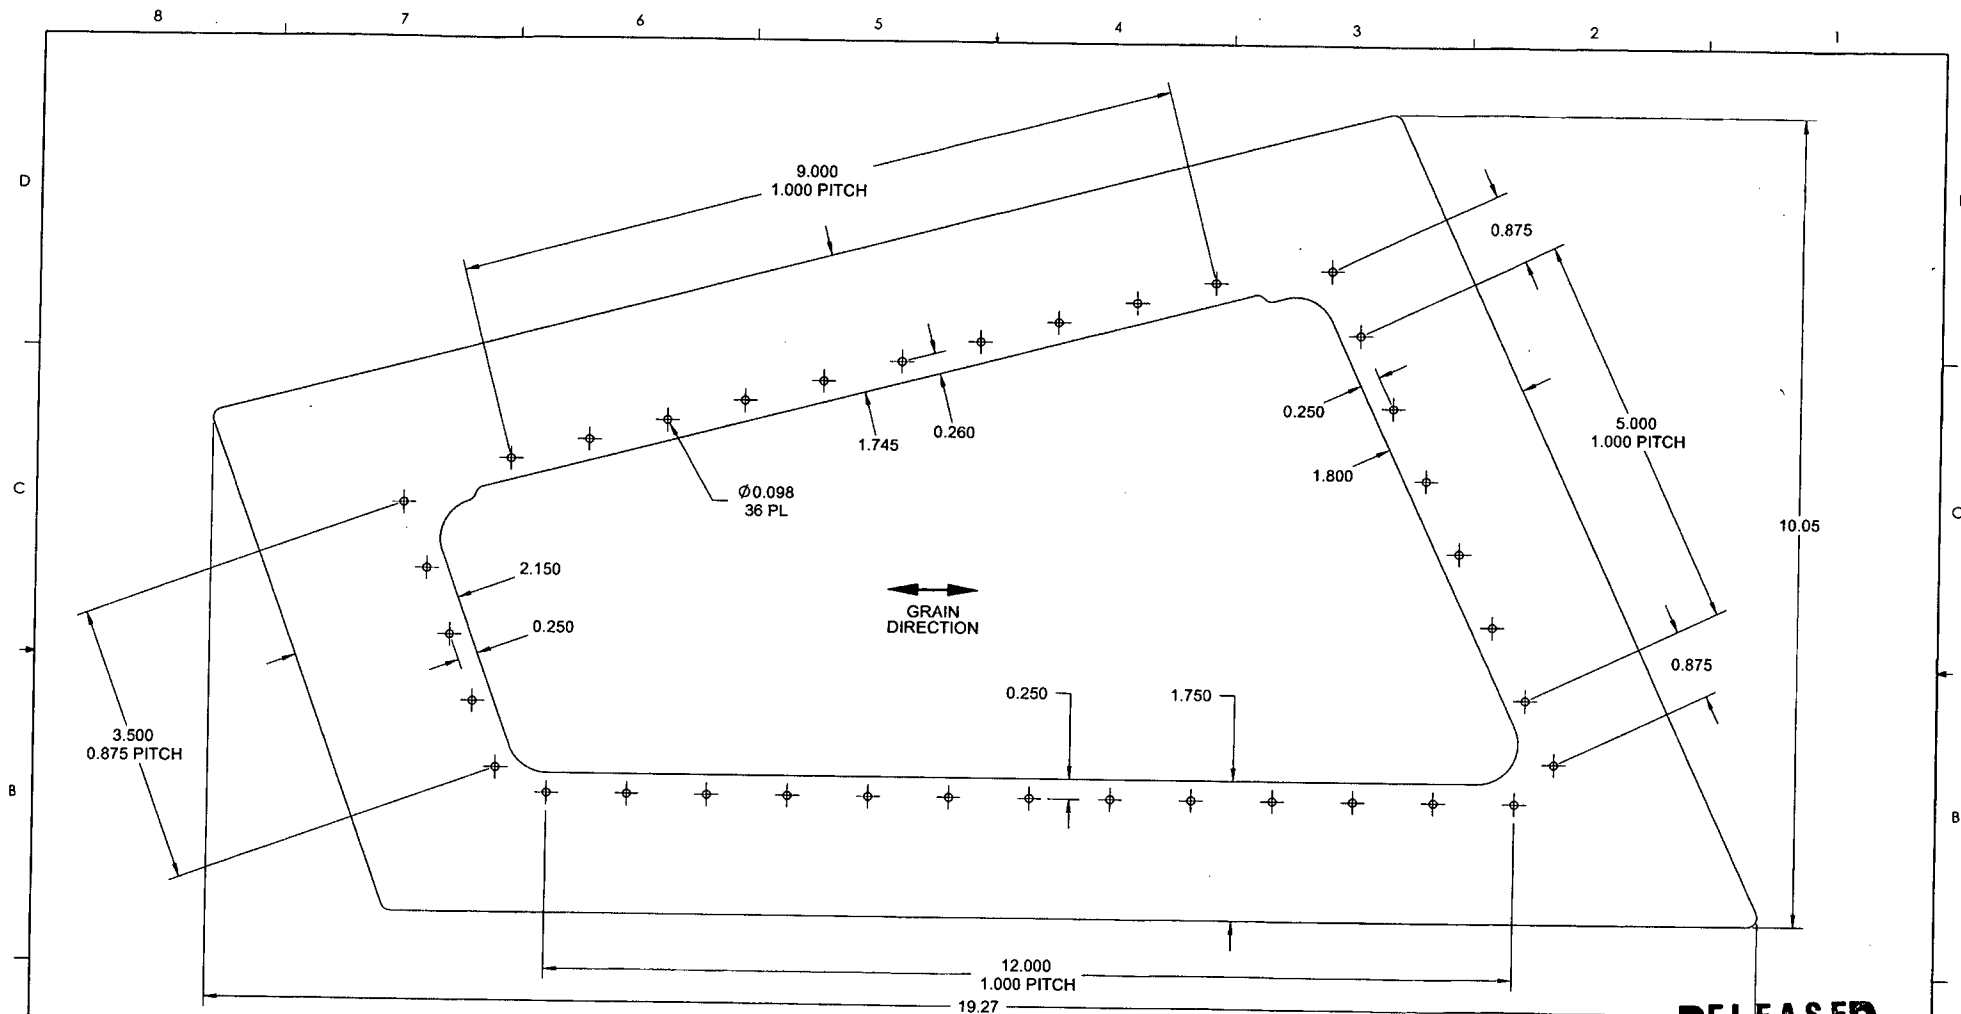 8 7 6 5 4 3 2 1
D
9.000
1.000 PITCH
0.875
0.250
5.000
1.000 PITCH
1.745
0.260
1.800
C
Ø0.098
36 PL
10.05
C
2.150
GRAIN
DIRECTION
0.250
0.875
0.250
1.750
3.500
0.875 PITCH
B
B
12.000
1.000 PITCH
19.27
RELEASED